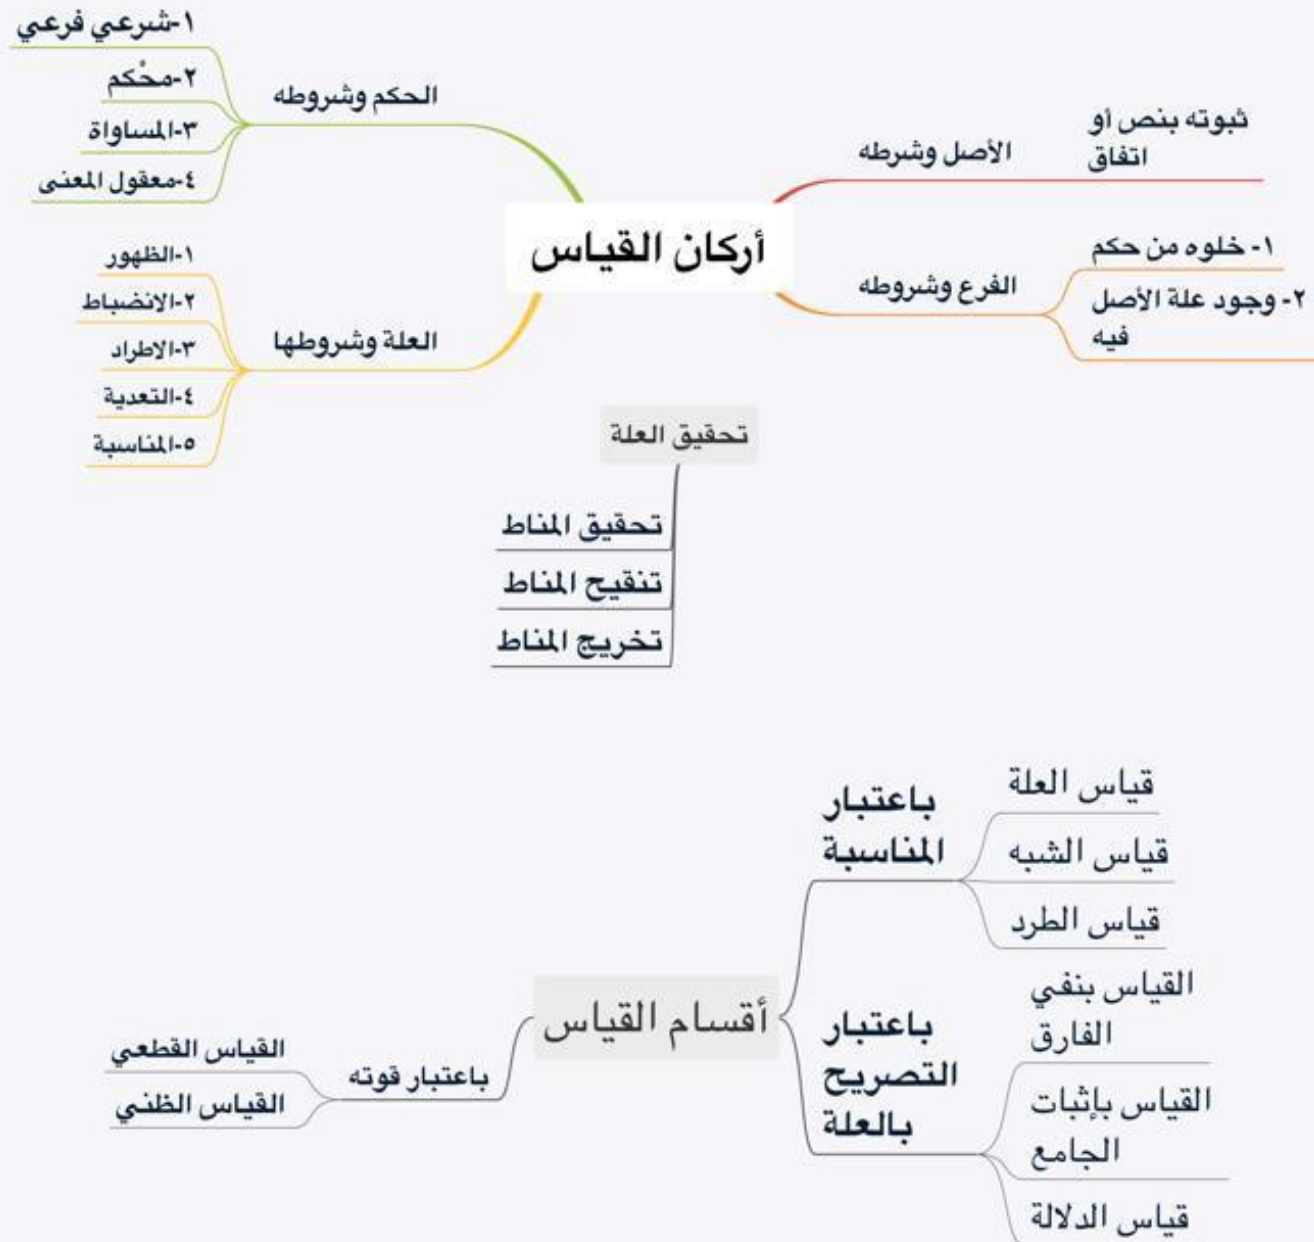 أركان القياس
الأصل وشرطه
ثبوته بنص أو
اتفاق
الفرع وشروطه
١- خلوه من حكم
٢- وجود علة الأصل
فيه
الحكم وشروطه
١-شرعي فرعي
٢-محْكم
٣-المساواة
٤-معقول المعنى
العلة وشروطها
١-الظهور
٢-الانضباط
٣-الاطراد
٤-التعدية
٥-المناسبة
تحقيق العلة
تحقيق المناط
تنقيح المناط
تخريج المناط
أقسام القياس
باعتبار
المناسبة
قياس العلة
قياس الشبه
قياس الطرد
باعتبار
التصريح
بالعلة
القياس بنفي
الفارق
القياس بإثبات
الجامع
قياس الدلالة
باعتبار قوته
القياس القطعي
القياس الظني